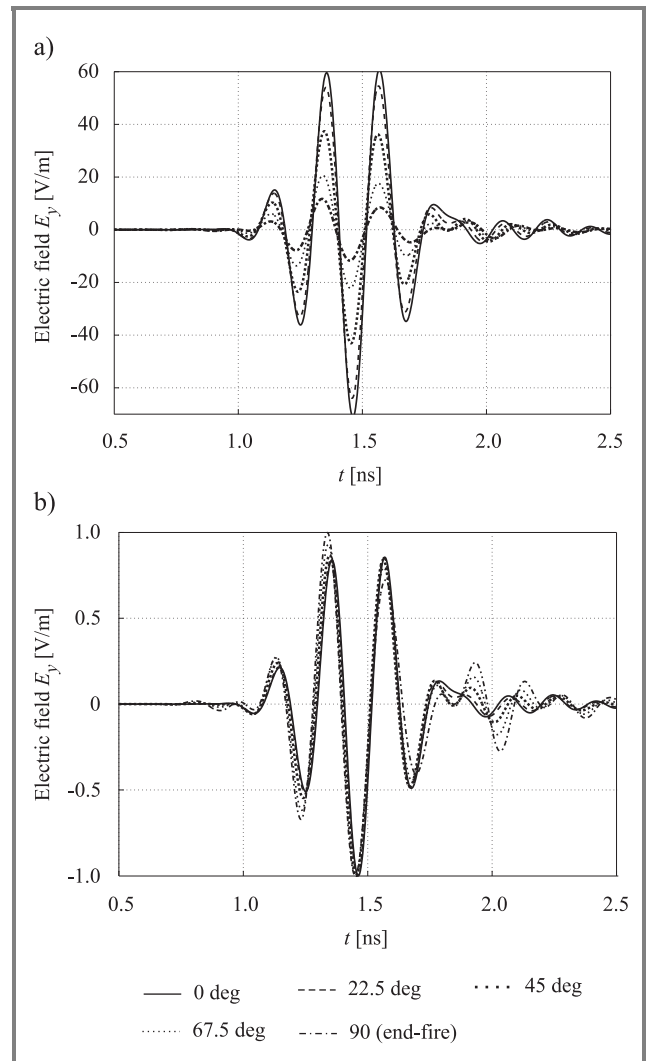 a)
60
40
20
0
-20
-40
-60
Electric field E_y [V/m]
0.5 1.0 1.5 2.0 2.5
t [ns]
b)
1.0
0.5
0
-0.5
-1.0
Electric field E_y [V/m]
0.5 1.0 1.5 2.0 2.5
t [ns]
0 deg 22.5 deg 45 deg
67.5 deg 90 (end-fire)